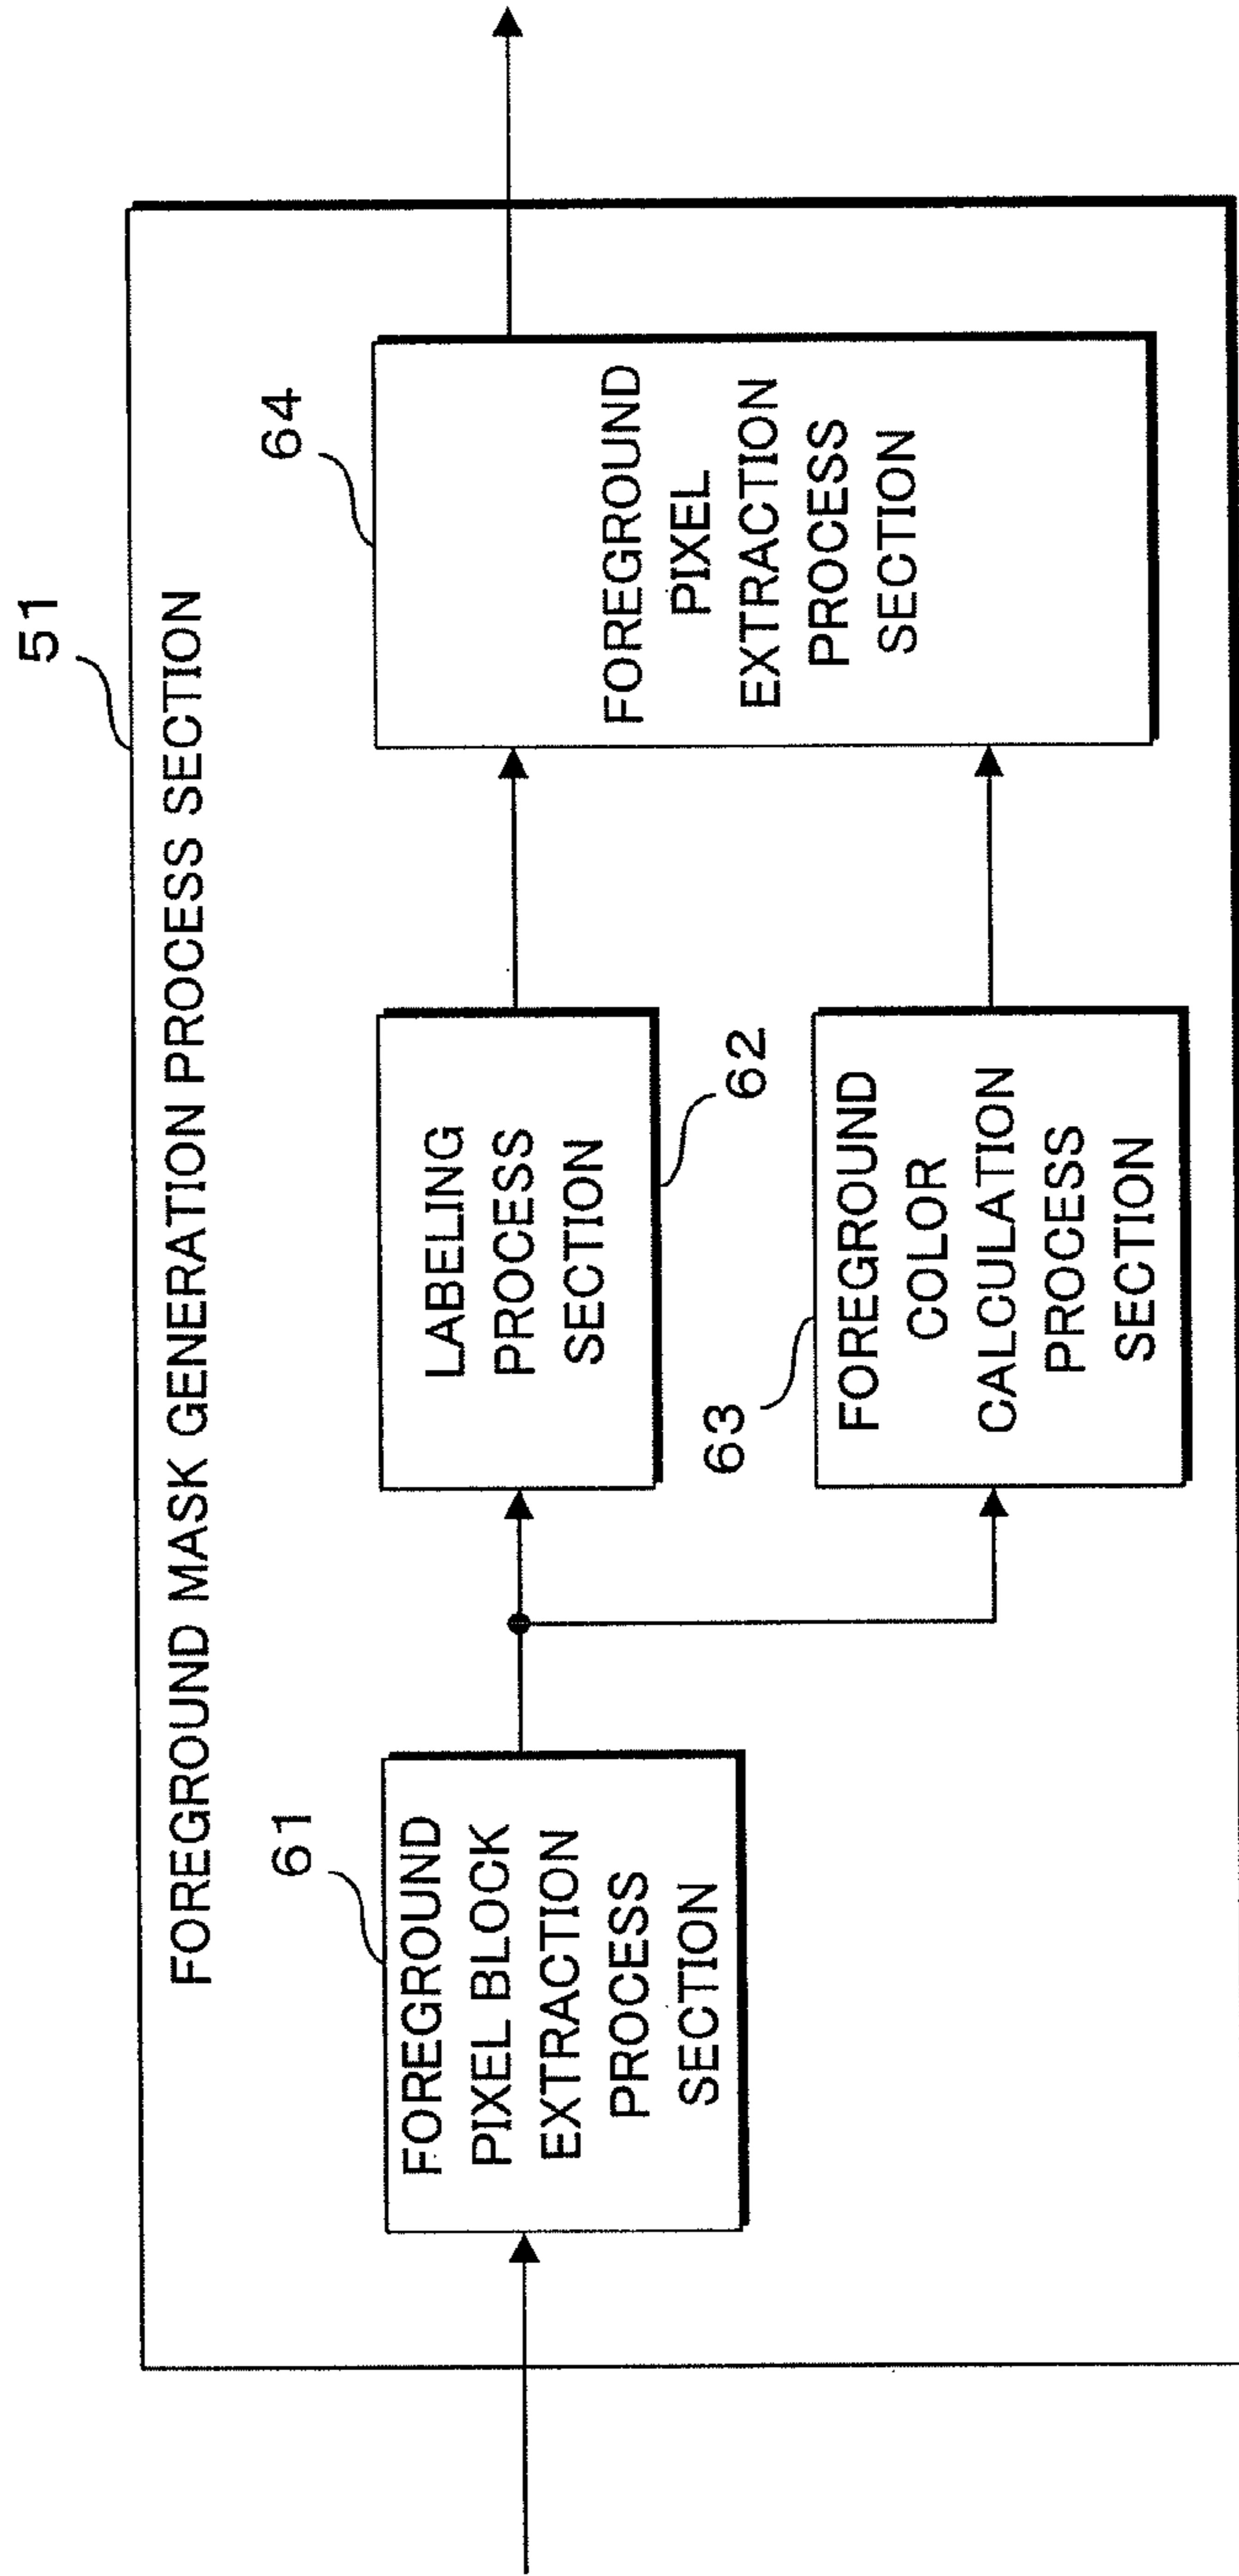 51
FOREGROUND MASK GENERATION PROCESS SECTION
61
FOREGROUND
PIXEL BLOCK
EXTRACTION
PROCESS
SECTION
LABELING
PROCESS
SECTION
62
63
FOREGROUND
COLOR
CALCULATION
PROCESS
SECTION
64
FOREGROUND
PIXEL
EXTRACTION
PROCESS
SECTION